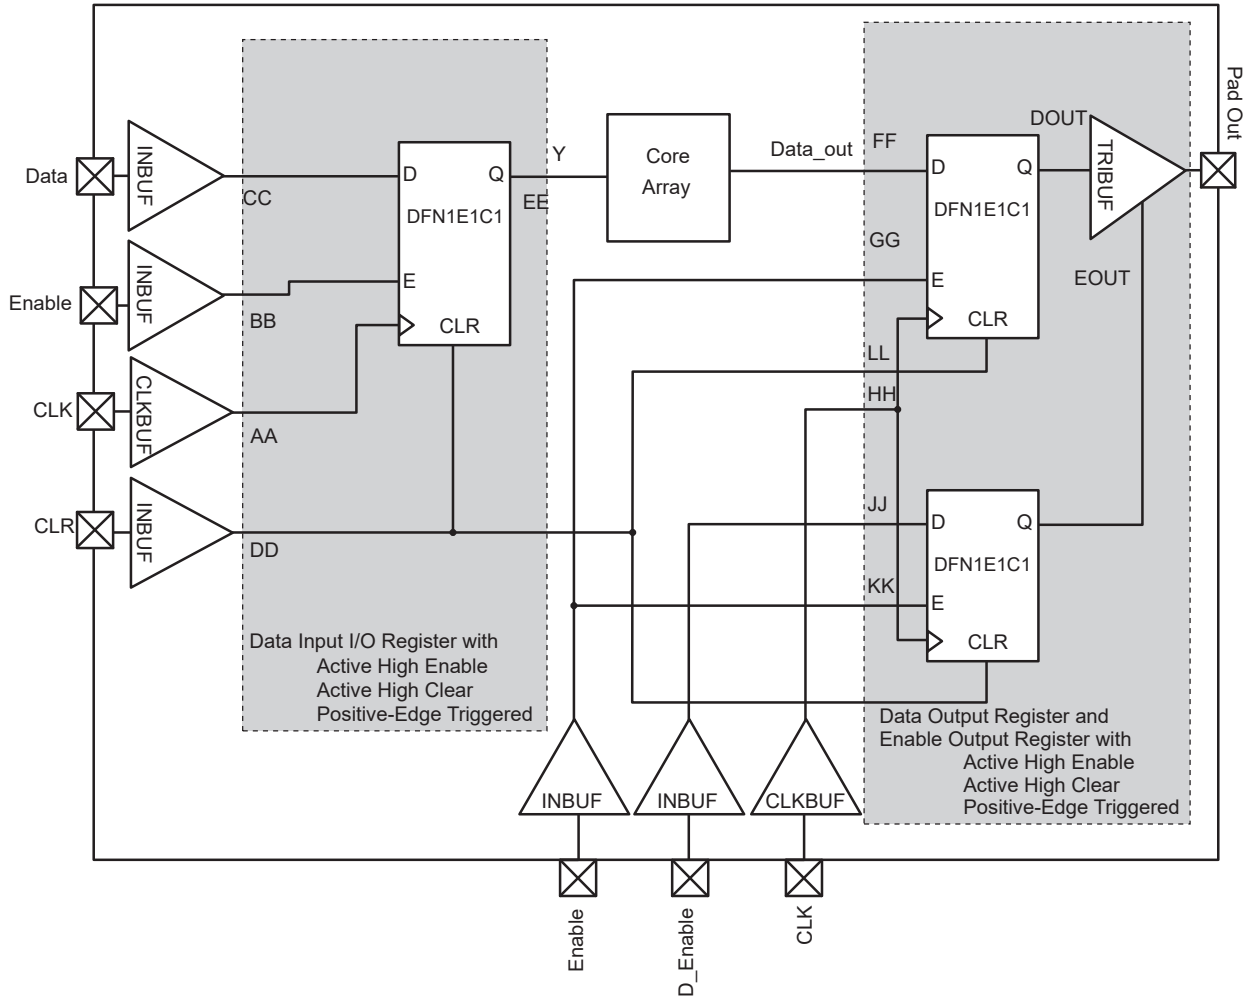 Pad Out
DOUT
Data
INBUF
CC
D
Q
DFN1E1C1
E
CLR
Y
EE
Core
Array
Data_out
FF
D
Q
DFN1E1C1
GG
E
CLR
TRIBUF
EOUT
Enable
INBUF
BB
CLK
CLKBUF
AA
CLR
INBUF
DD
LL
HH
JJ
D
Q
DFN1E1C1
KK
E
CLR
Data Input I/O Register with
Active High Enable
Active High Clear
Positive-Edge Triggered
Data Output Register and
Enable Output Register with
Active High Enable
Active High Clear
Positive-Edge Triggered
INBUF
INBUF
CLKBUF
Enable
D_Enable
CLK